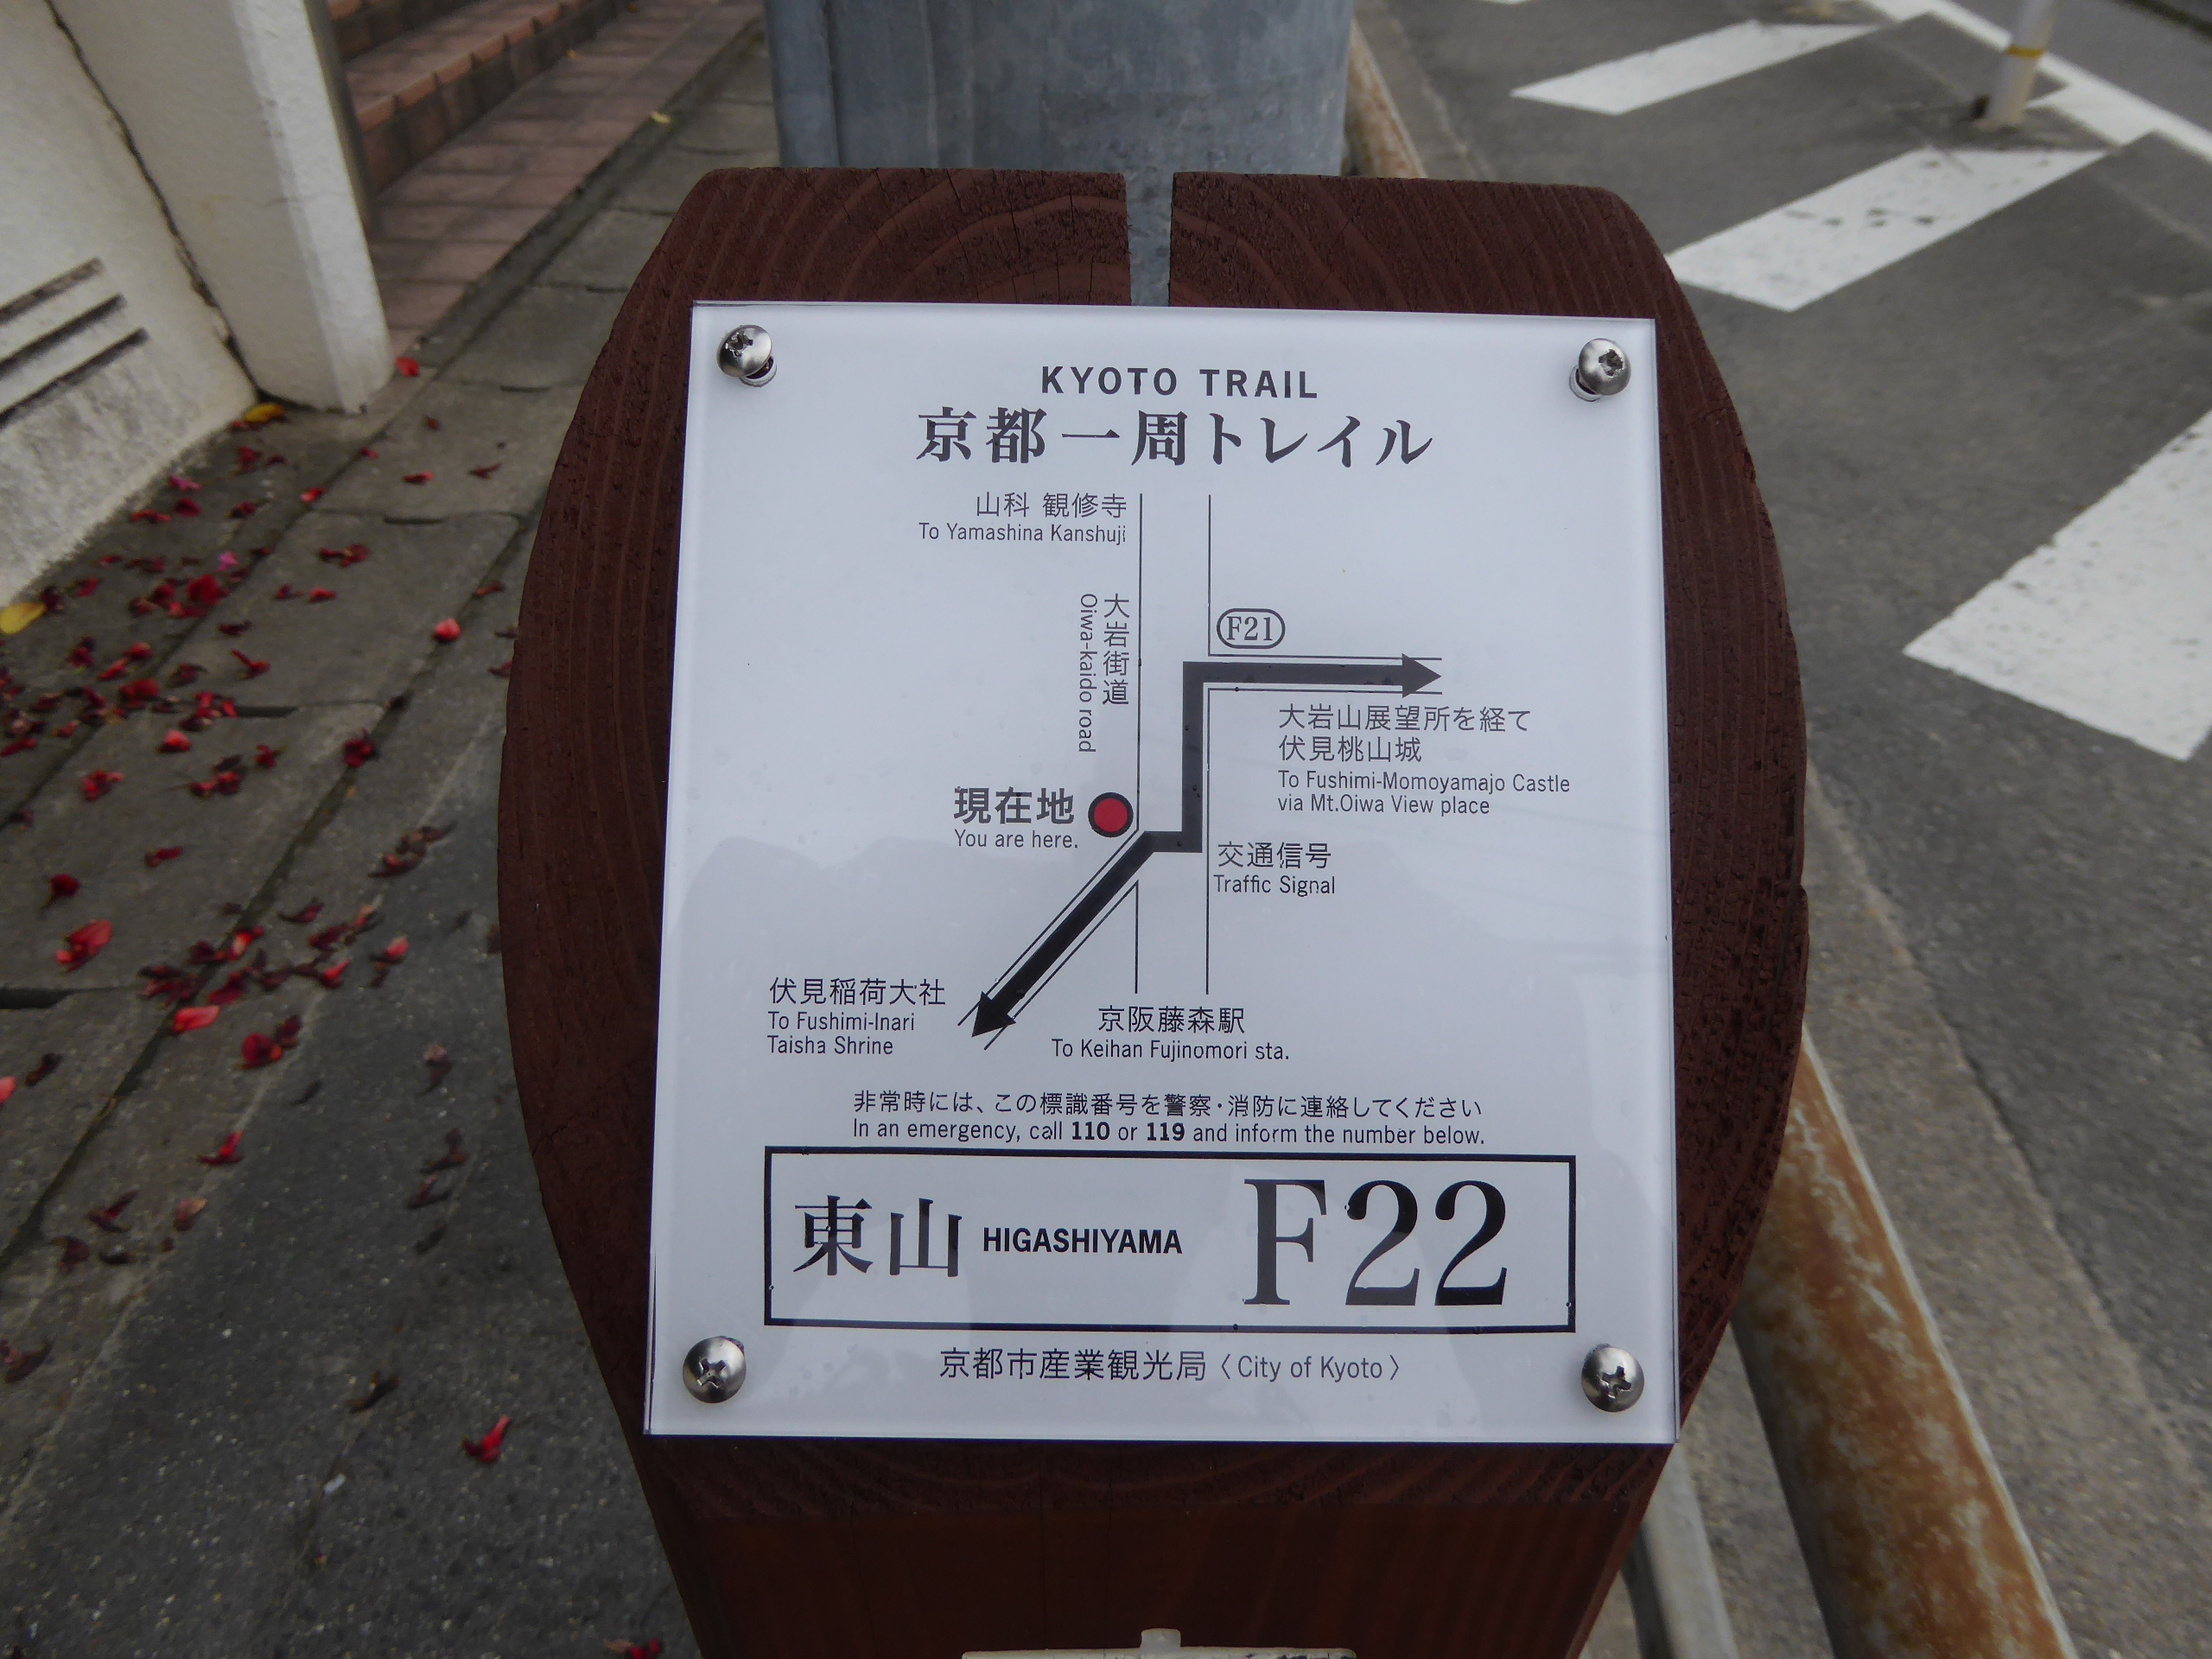 KYOTO TRAIL
京都一周トレイル
山科 観修寺
To Yamashina Kanshuji
大岩街道
Oiwa-kaido road
F21
大岩山展望所を経て
伏見桃山城
To Fushimi-Momoyamajo Castle
via Mt.Oiwa View place
現在地
You are here.
交通信号
Traffic Signal
伏見稲荷大社
To Fushimi-Inari
Taisha Shrine
京阪藤森駅
To Keihan Fujinomori sta.
非常時には、この標識番号を警察・消防に連絡してください
In an emergency, call 110 or 119 and inform the number below.
東山 HIGASHIYAMA F22
京都市産業観光局〈City of Kyoto〉